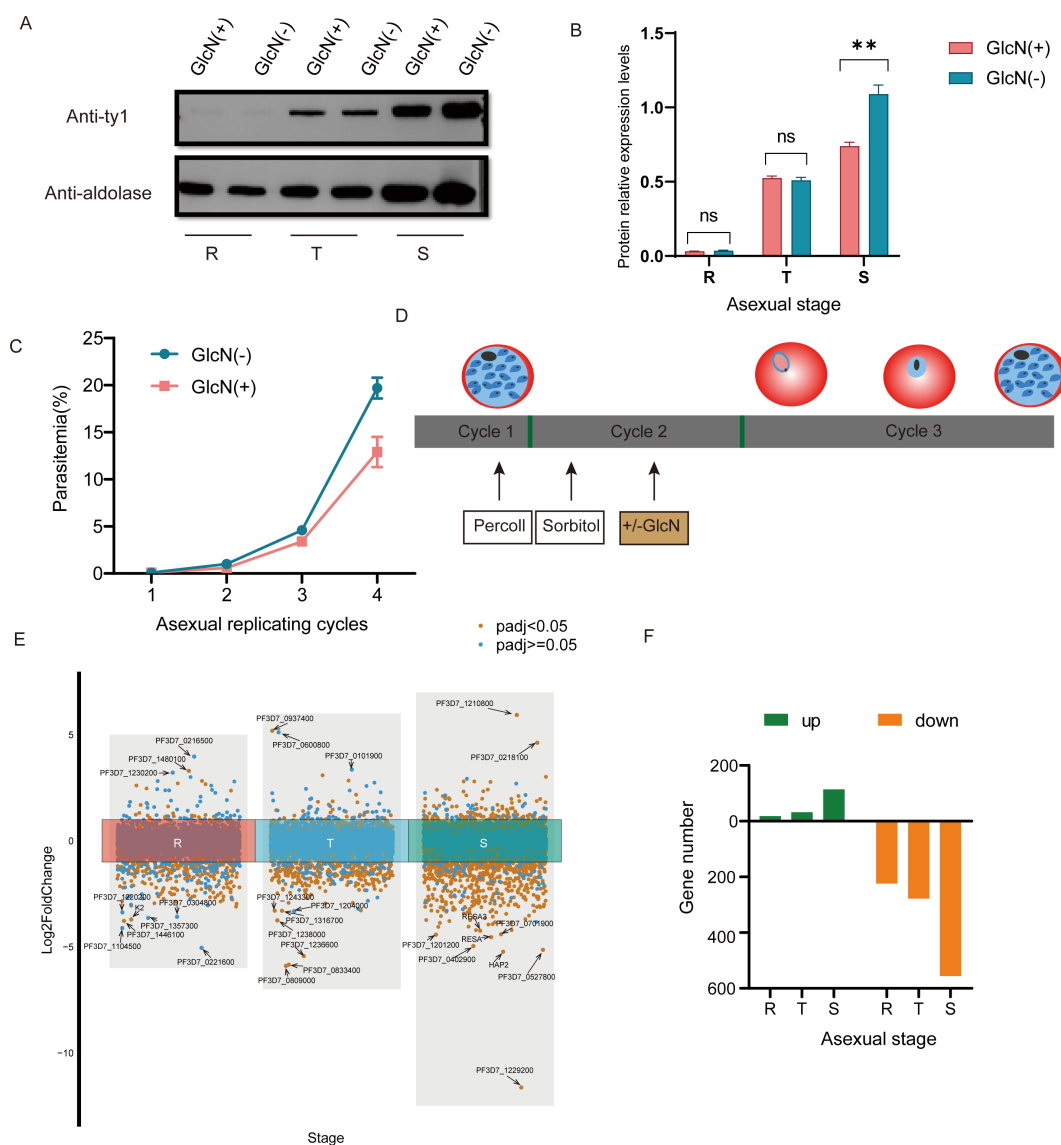 A
GlcN(+)
GlcN(-)
GlcN(+)
GlcN(-)
GlcN(+)
GlcN(-)
Anti-ty1
Anti-aldolase
R
T
S
B
Protein relative expression levels
1.5
1.0
0.5
0.0
ns
ns
**
R
T
S
Asexual stage
GlcN(+)
GlcN(-)
C
Parasitemia(%)
25
20
15
10
5
0
GlcN(-)
GlcN(+)
1
2
3
4
Asexual replicating cycles
D
Cycle 1
Cycle 2
Cycle 3
Percoll
Sorbitol
+/-GlcN
E
padj<0.05
padj>=0.05
Log2FoldChange
5
0
−5
−10
PF3D7_0216500
PF3D7_1480100
PF3D7_1230200
R
PF3D7_1220200
K2
PF3D7_0304800
PF3D7_1357300
PF3D7_1446100
PF3D7_1104500
PF3D7_0221600
PF3D7_0937400
PF3D7_0600800
PF3D7_0101900
T
PF3D7_1243300
PF3D7_1204000
PF3D7_1316700
PF3D7_1238000
PF3D7_1236600
PF3D7_0833400
PF3D7_0809000
PF3D7_1210800
PF3D7_0218100
S
RESA3
PF3D7_0701900
RESA
PF3D7_1201200
PF3D7_0402900
HAP2
PF3D7_0527800
PF3D7_1229200
Stage
F
up
down
Gene number
200
0
200
400
600
R
T
S
R
T
S
Asexual stage